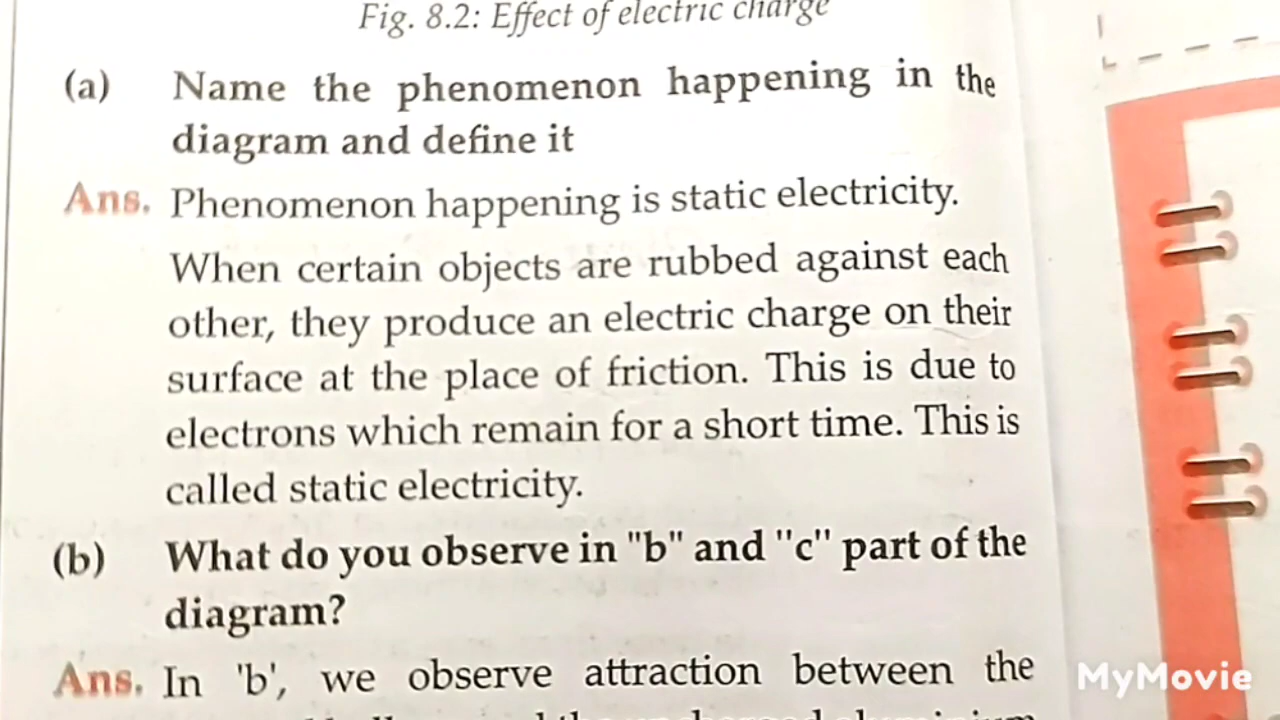 Fig. 8.2: Effect of electric charge
(a) Name the phenomenon happening in the
diagram and define it
Ans. Phenomenon happening is static electricity.
When certain objects are rubbed against each
other, they produce an electric charge on their
surface at the place of friction. This is due to
electrons which remain for a short time. This is
called static electricity.
(b) What do you observe in "b" and "c" part of the
diagram?
Ans. In 'b', we observe attraction between the
MyMovie